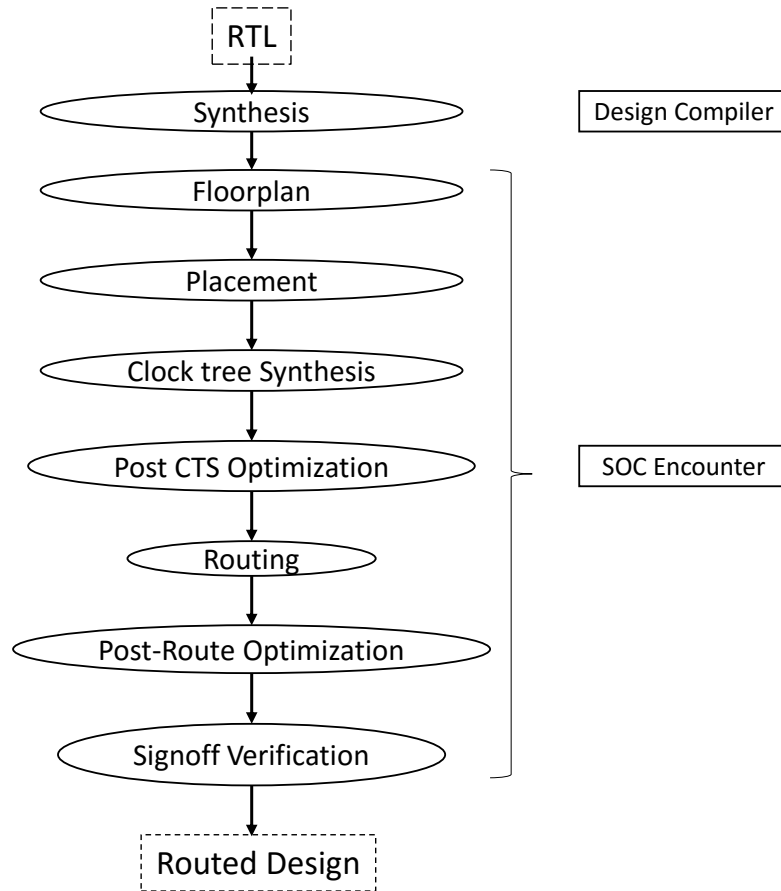 RTL
Synthesis
Design Compiler
Floorplan
Placement
Clock tree Synthesis
Post CTS Optimization
SOC Encounter
Routing
Post-Route Optimization
Signoff Verification
Routed Design